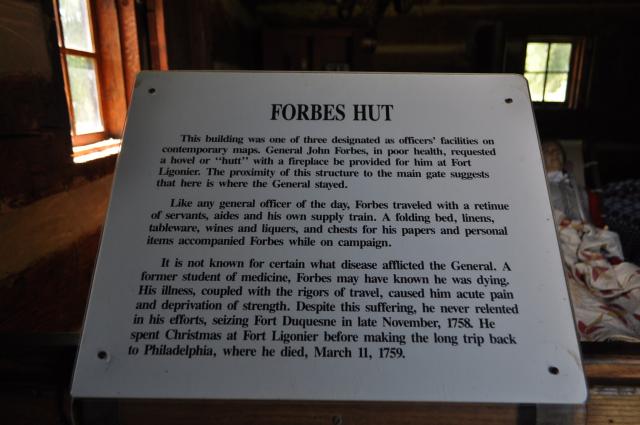 FORBES HUT
This building was one of three designated as officers' facilities on
contemporary maps. General John Forbes, in poor health, requested
a hovel or "hutt" with a fireplace be provided for him at Fort
Ligonier. The proximity of this structure to the main gate suggests
that here is where the General stayed.
Like any general officer of the day, Forbes traveled with a retinue
of servants, aides and his own supply train. A folding bed, linens,
tableware, wines and liquers, and chests for his papers and personal
items accompanied Forbes while on campaign.
It is not known for certain what disease afflicted the General. A
former student of medicine, Forbes may have known he was dying.
His illness, coupled with the rigors of travel, caused him acute pain
and deprivation of strength. Despite this suffering, he never relented
in his efforts, seizing Fort Duquesne in late November, 1758. He
spent Christmas at Fort Ligonier before making the long trip back
to Philadelphia, where he died, March 11, 1759.